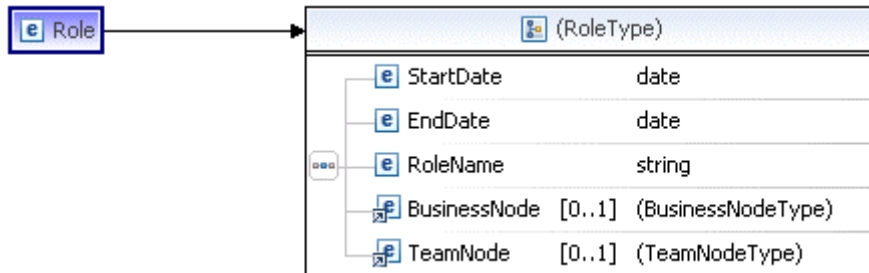 e Role
(RoleType)
e StartDate date
e EndDate date
e RoleName string
e BusinessNode [0..1] (BusinessNodeType)
e TeamNode [0..1] (TeamNodeType)